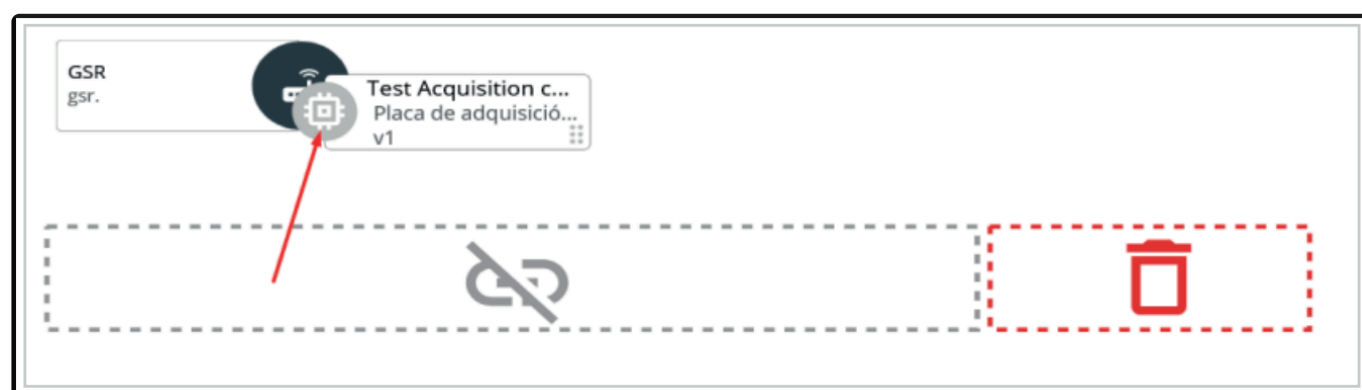 GSR
gsr.
Test Acquisition c...
Placa de adquisició...
v1